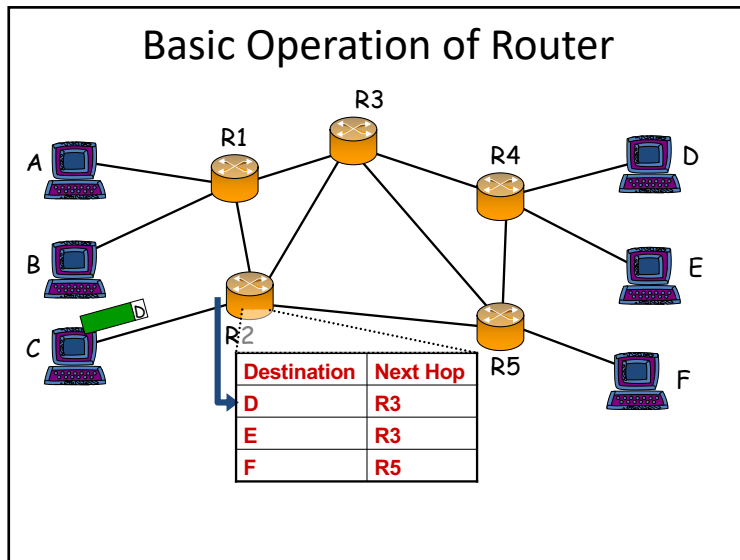 Basic Operation of Router
R3
R1
R4
A
D
B
E
D
C
R2
R5
F
Destination Next Hop
D R3
E R3
F R5